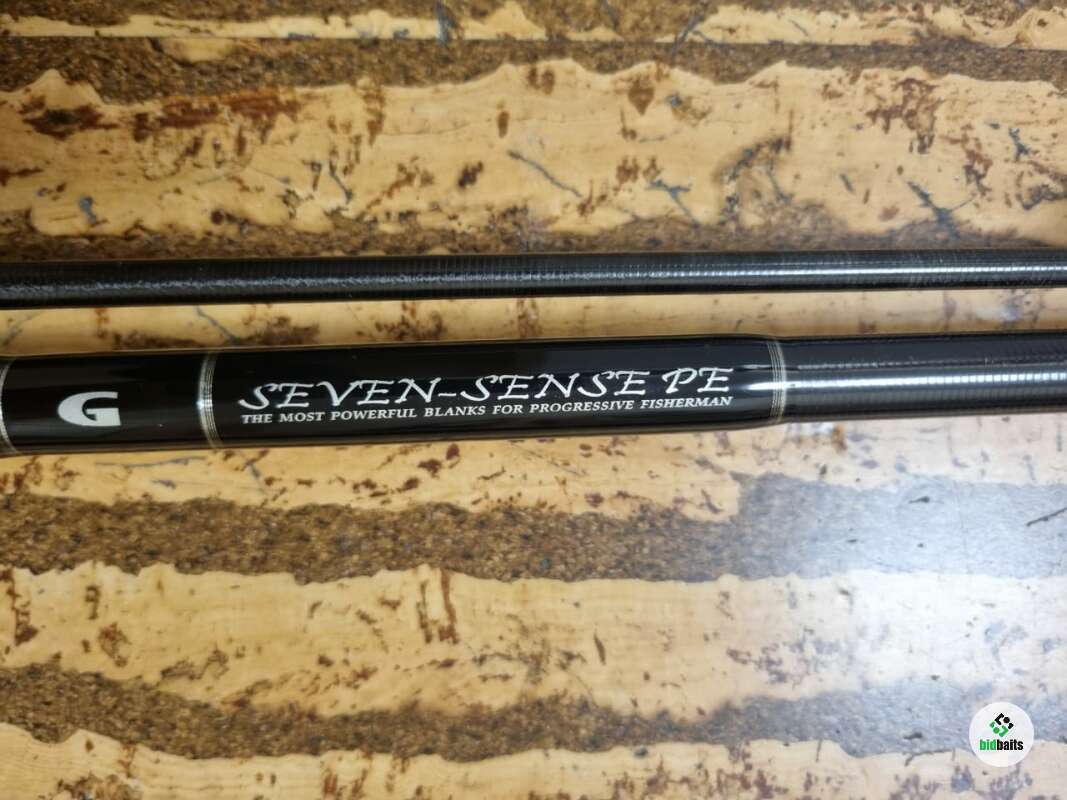 G
SEVEN-SENSE PE
THE MOST POWERFUL BLANKS FOR PROGRESSIVE FISHERMAN
bidbaits